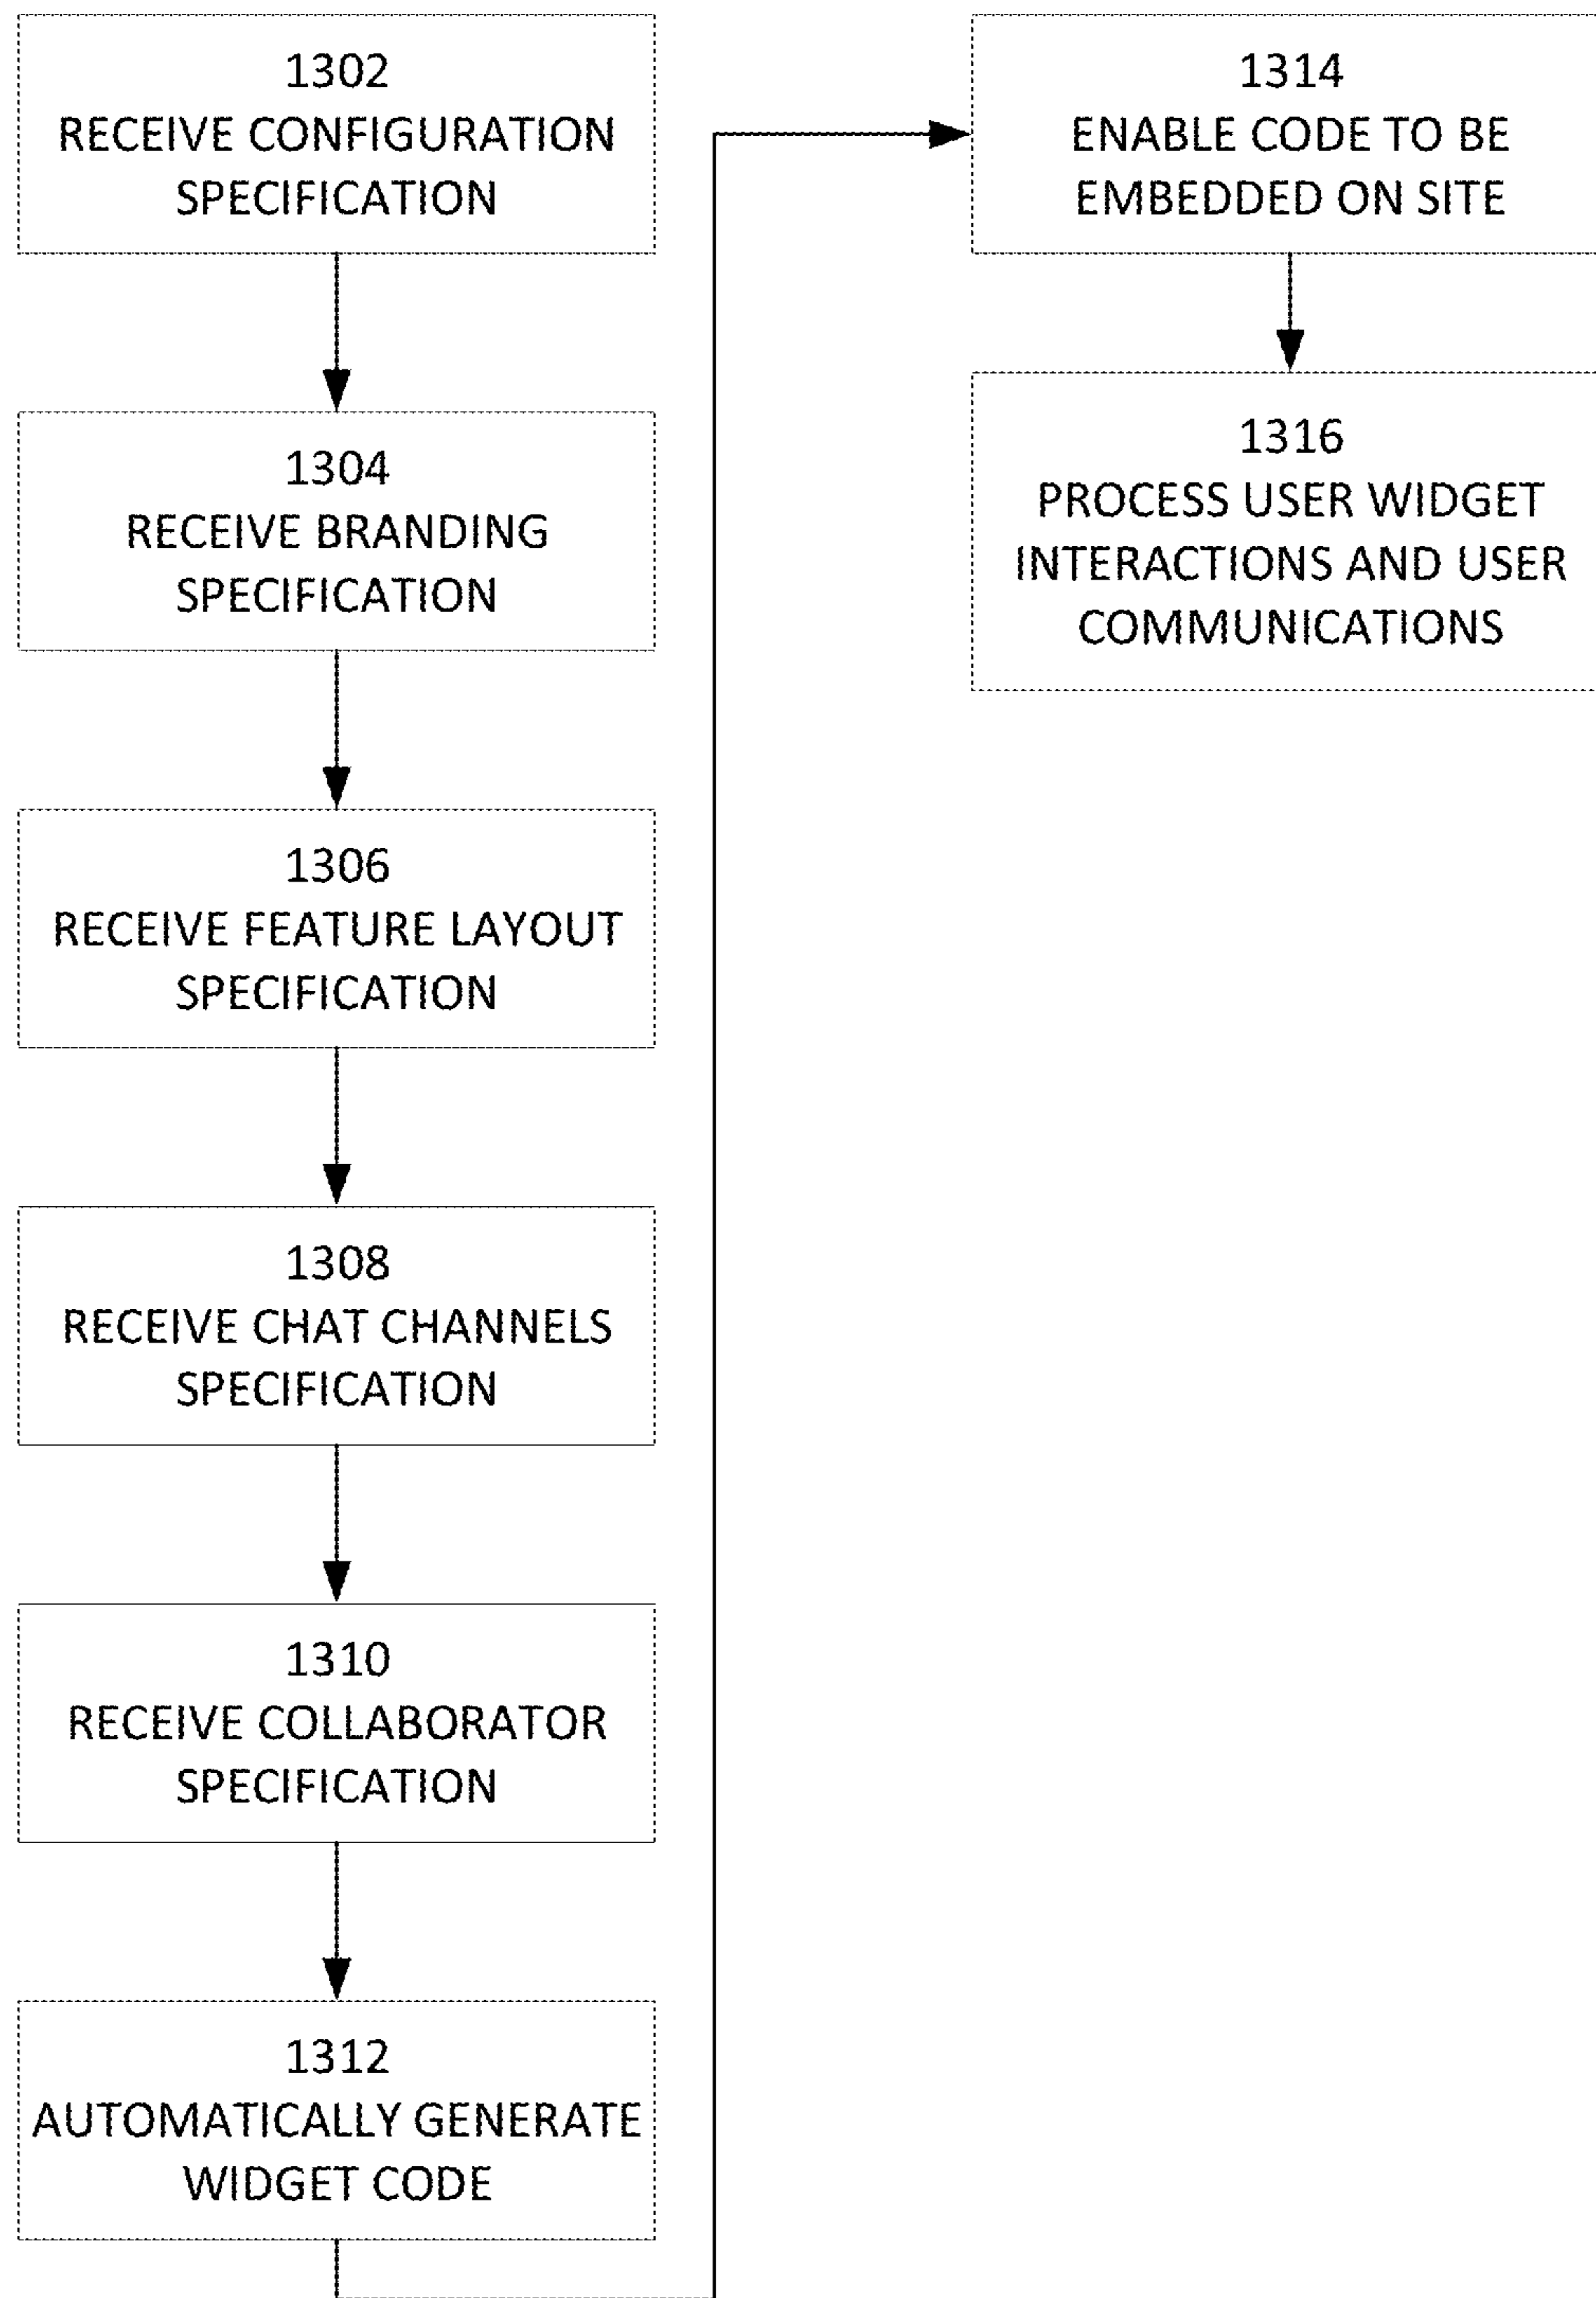 1302
RECEIVE CONFIGURATION
SPECIFICATION
1304
RECEIVE BRANDING
SPECIFICATION
1306
RECEIVE FEATURE LAYOUT
SPECIFICATION
1308
RECEIVE CHAT CHANNELS
SPECIFICATION
1310
RECEIVE COLLABORATOR
SPECIFICATION
1312
AUTOMATICALLY GENERATE
WIDGET CODE
1314
ENABLE CODE TO BE
EMBEDDED ON SITE
1316
PROCESS USER WIDGET
INTERACTIONS AND USER
COMMUNICATIONS